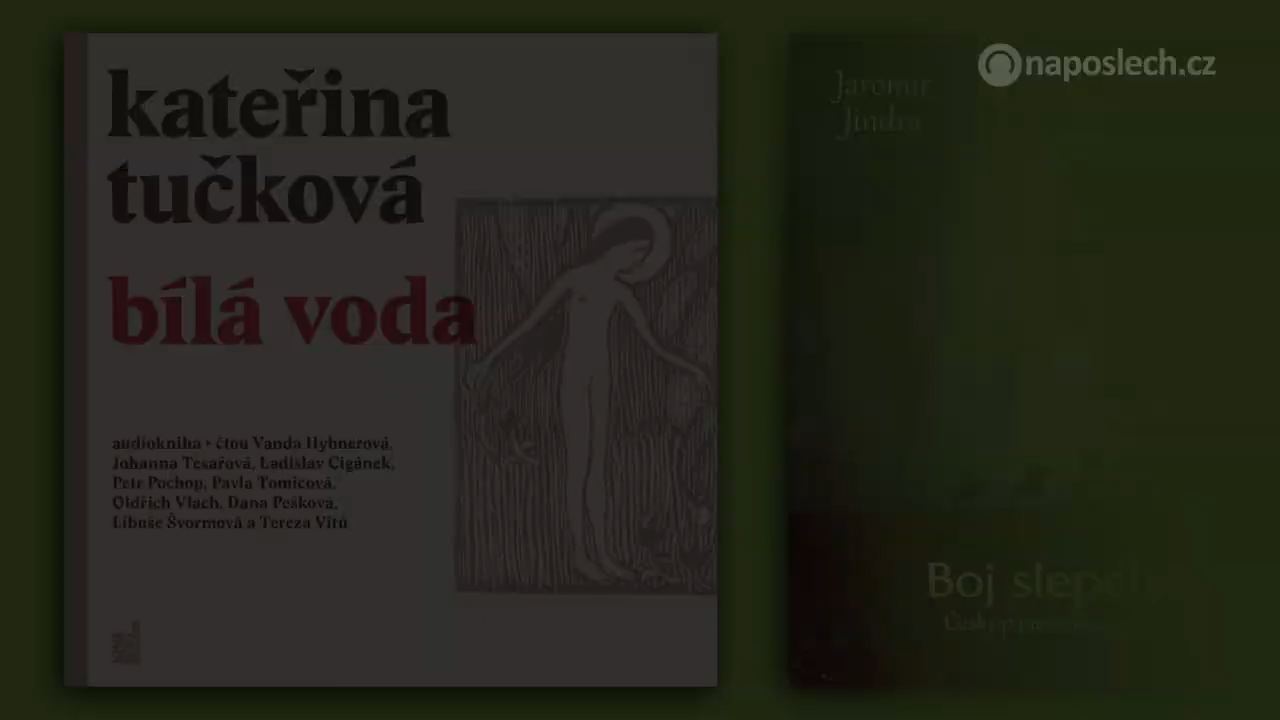 kateřina
tučková
bílá voda
audiokniha • čtou Vanda Hybnerová,
Johanna Tesařová, Ladislav Cigánek,
Petr Pochop, Pavla Tomicová,
Oldřich Vlach, Dana Pešková,
Libuše Švormová a Tereza Vítů
naposlech.cz
Jaromír
Jindra
Boj